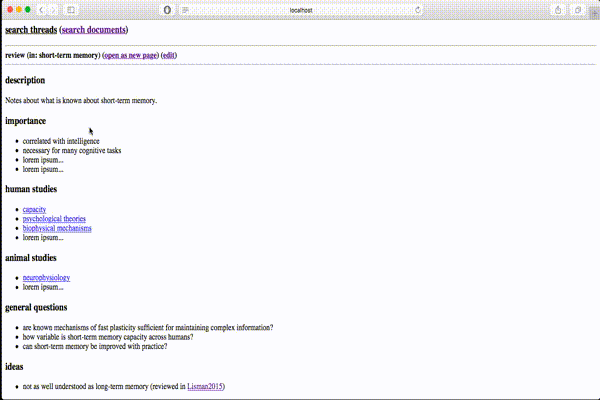 localhost
search threads (search documents)
review (in: short-term memory) (open as new page) (edit)
description
Notes about what is known about short-term memory.
importance
correlated with intelligence
necessary for many cognitive tasks
lorem ipsum...
lorem ipsum...
human studies
capacity
psychological theories
biophysical mechanisms
lorem ipsum...
animal studies
neurophysiology
lorem ipsum...
general questions
are known mechanisms of fast plasticity sufficient for maintaining complex information?
how variable is short-term memory capacity across humans?
can short-term memory be improved with practice?
ideas
not as well understood as long-term memory (reviewed in Lisman2015)